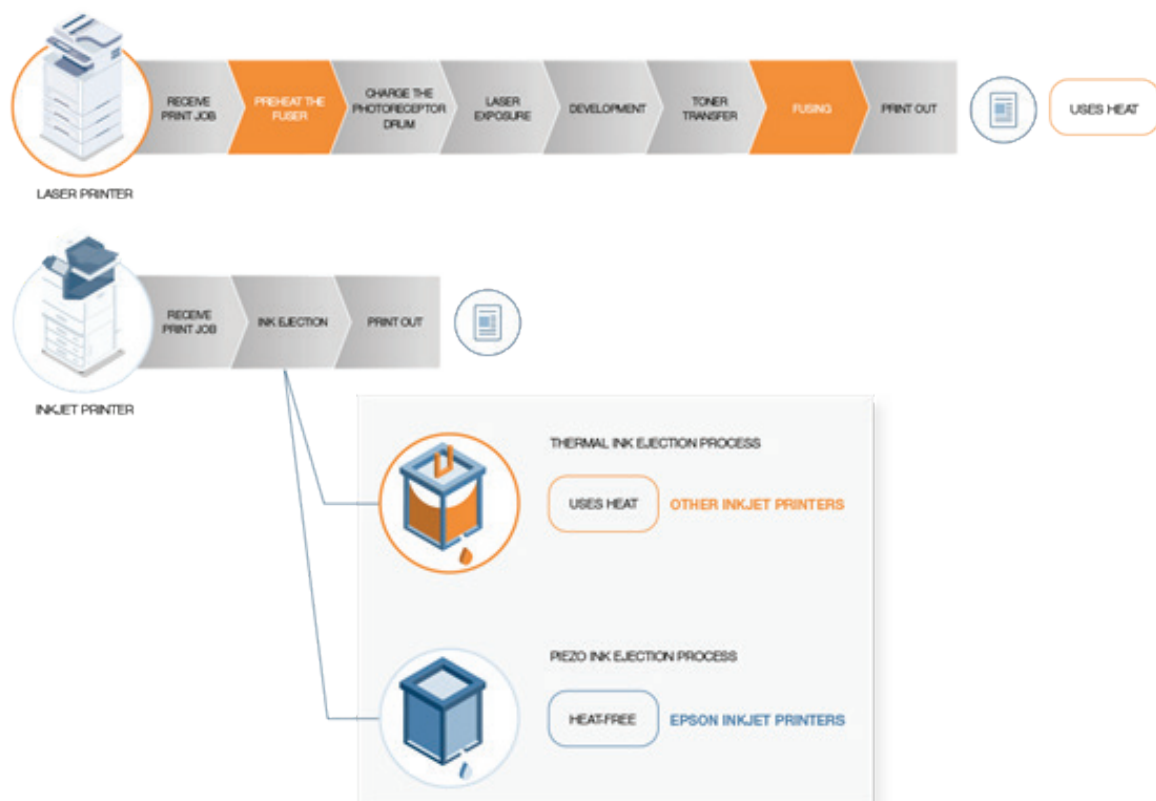 RECEIVE
PRINT JOB
PREHEAT THE
FUSER
CHARGE THE
PHOTORECEPTOR
DRUM
LASER
EXPOSURE
DEVELOPMENT
TONER
TRANSFER
FUSING
PRINT OUT
USES HEAT
LASER PRINTER
RECEIVE
PRINT JOB
INK EJECTION
PRINT OUT
INKJET PRINTER
THERMAL INK EJECTION PROCESS
USES HEAT
OTHER INKJET PRINTERS
PIEZO INK EJECTION PROCESS
HEAT-FREE
EPSON INKJET PRINTERS